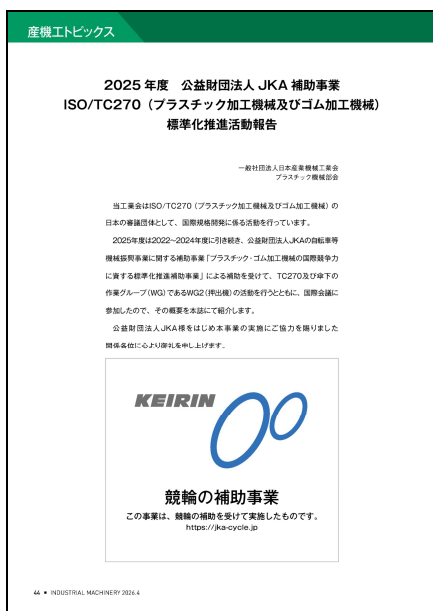 産機工トピックス
2025年度 公益財団法人 JKA 補助事業
ISO/TC270（プラスチック加工機械及びゴム加工機械）
標準化推進活動報告
一般社団法人日本産業機械工業会
プラスチック機械部会
当工業会はISO/TC270（プラスチック加工機械及びゴム加工機械）の
日本の審議団体として、国際規格開発に係る活動を行っています。
2025年度は2022～2024年度に引き続き、公益財団法人JKAの自転車等
機械振興事業に関する補助事業「プラスチック・ゴム加工機械の国際競争力
に資する標準化推進補助事業」による補助を受けて、TC270及び傘下の
作業グループ（WG）であるWG2（押出機）の活動を行うとともに、国際会議に
参加したので、その概要を本誌にて紹介します。
公益財団法人JKA様をはじめ本事業の実施にご協力を賜りました
関係各位に心より御礼を申し上げます。
KEIRIN
競輪の補助事業
この事業は、競輪の補助を受けて実施したものです。
https://jka-cycle.jp
44 ● INDUSTRIAL MACHINERY 2026.4